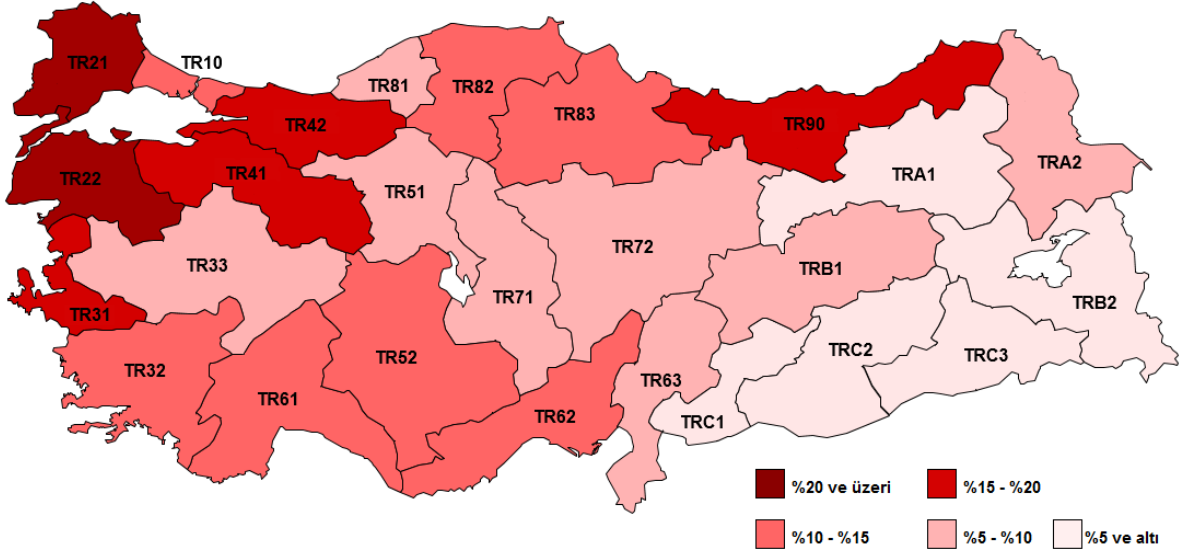 TR21
TR10
TR81
TR82
TR83
TR42
TR90
TR22
TR41
TR51
TRA1
TRA2
TR33
TR72
TRB1
TR71
TRB2
TR31
TR52
TRC2
TRC3
TR32
TR61
TR62
TR63
TRC1
%20 ve üzeri
%15 - %20
%10 - %15
%5 - %10
%5 ve altı